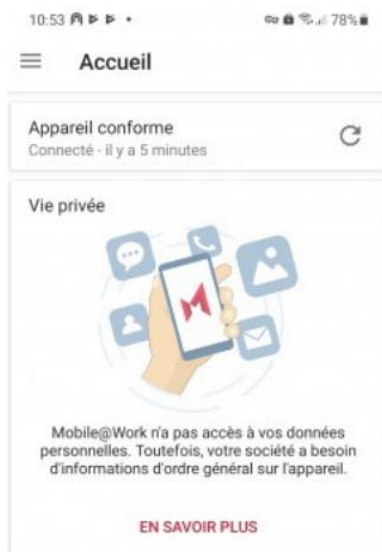 10:53
78%
Accueil
Appareil conforme
Connecté - il y a 5 minutes
Vie privée
Mobile@Work n'a pas accès à vos données
personnelles. Toutefois, votre société a besoin
d'informations d'ordre général sur l'appareil.
EN SAVOIR PLUS